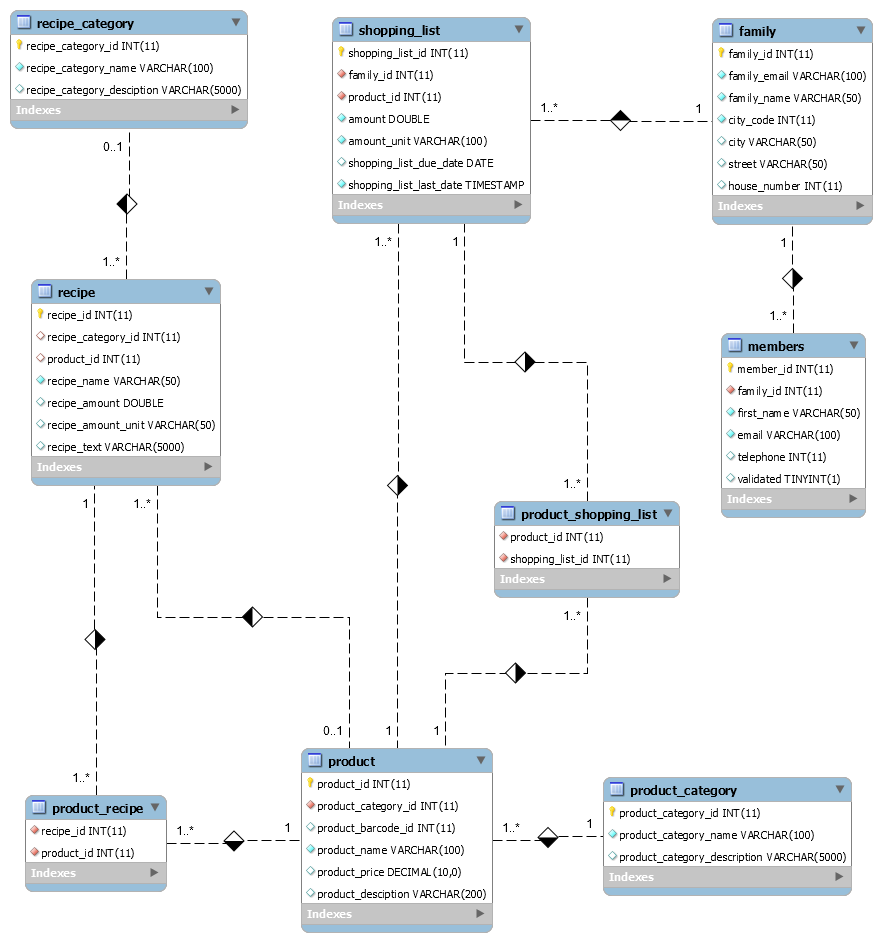 recipe_category
recipe_category_id INT(11)
recipe_category_name VARCHAR(100)
recipe_category_desciption VARCHAR(5000)
Indexes
shopping_list
shopping_list_id INT(11)
family_id INT(11)
product_id INT(11)
amount DOUBLE
amount_unit VARCHAR(100)
shopping_list_due_date DATE
shopping_list_last_date TIMESTAMP
Indexes
family
family_id INT(11)
family_email VARCHAR(100)
family_name VARCHAR(50)
city_code INT(11)
city VARCHAR(50)
street VARCHAR(50)
house_number INT(11)
Indexes
1..*
1
0..1
1..*
1..*
1
1
1..*
recipe
recipe_id INT(11)
recipe_category_id INT(11)
product_id INT(11)
recipe_name VARCHAR(50)
recipe_amount DOUBLE
recipe_amount_unit VARCHAR(50)
recipe_text VARCHAR(5000)
Indexes
members
member_id INT(11)
family_id INT(11)
first_name VARCHAR(50)
email VARCHAR(100)
telephone INT(11)
validated TINYINT(1)
Indexes
1
1..*
1..*
product_shopping_list
product_id INT(11)
shopping_list_id INT(11)
Indexes
1..*
0..1
1
1
1..*
product_recipe
recipe_id INT(11)
product_id INT(11)
Indexes
1..*
1
product
product_id INT(11)
product_category_id INT(11)
product_barcode_id INT(11)
product_name VARCHAR(100)
product_price DECIMAL(10,0)
product_desciption VARCHAR(200)
Indexes
1..*
1
product_category
product_category_id INT(11)
product_category_name VARCHAR(100)
product_category_description VARCHAR(5000)
Indexes